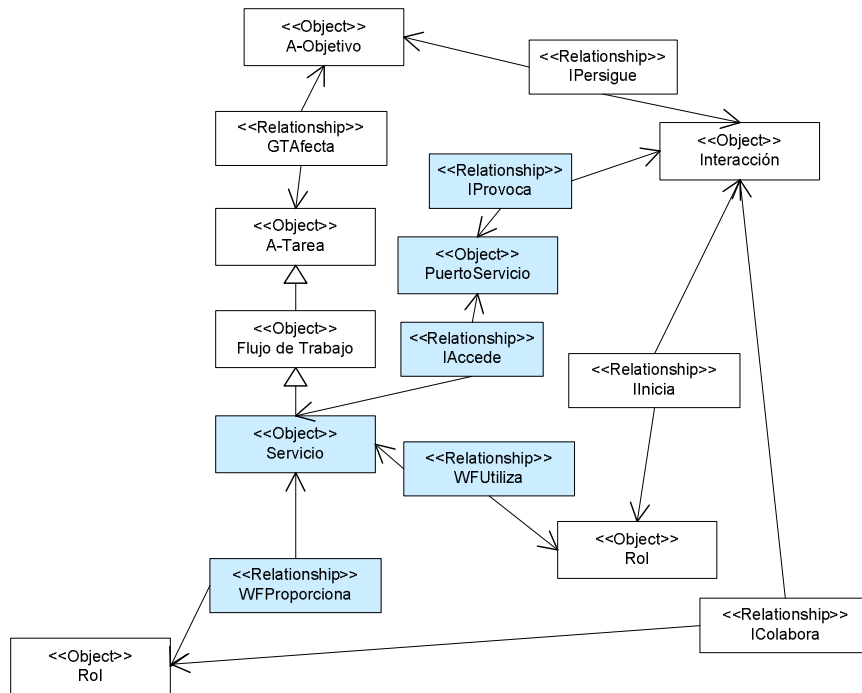 <<Object>>
A-Objetivo
<<Relationship>>
IPersigue
<<Relationship>>
GTAfecta
<<Object>>
Interacción
<<Relationship>>
IProvoca
<<Object>>
A-Tarea
<<Object>>
PuertoServicio
<<Object>>
Flujo de Trabajo
<<Relationship>>
IAccede
<<Relationship>>
IInicia
<<Object>>
Servicio
<<Relationship>>
WFUtiliza
<<Object>>
Rol
<<Relationship>>
WFProporciona
<<Relationship>>
IColabora
<<Object>>
Rol